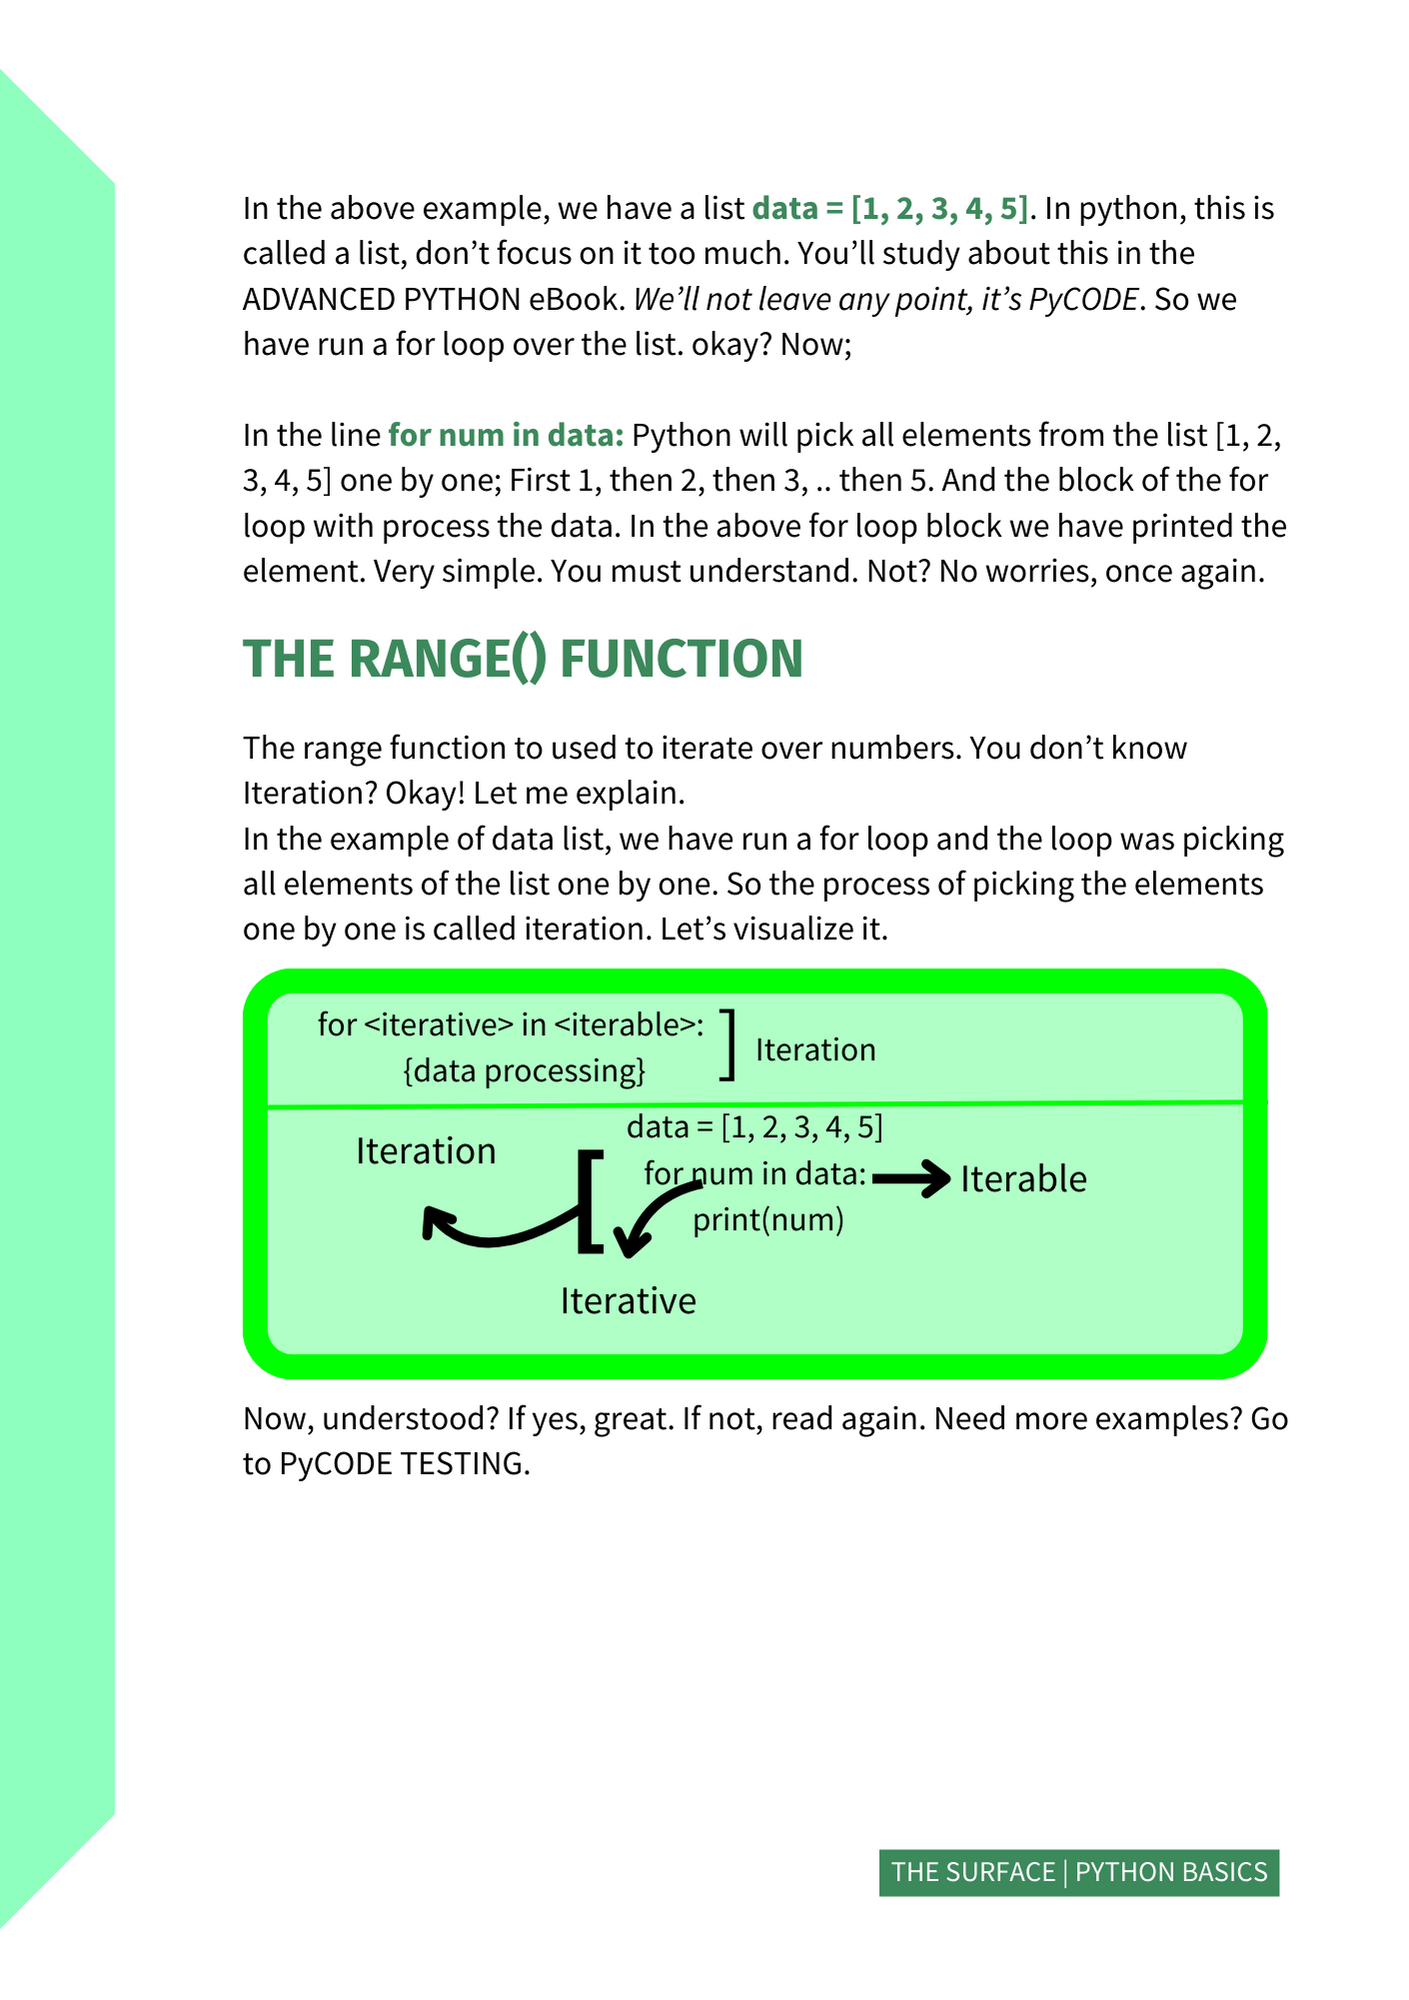 In the above example, we have a list data = [1, 2, 3, 4, 5]. In python, this is
called a list, don’t focus on it too much. You’ll study about this in the
ADVANCED PYTHON eBook. We’ll not leave any point, it’s PyCODE. So we
have run a for loop over the list. okay? Now;
In the line for num in data: Python will pick all elements from the list [1, 2,
3, 4, 5] one by one; First 1, then 2, then 3, .. then 5. And the block of the for
loop with process the data. In the above for loop block we have printed the
element. Very simple. You must understand. Not? No worries, once again.
THE RANGE() FUNCTION
The range function to used to iterate over numbers. You don’t know
Iteration? Okay! Let me explain.
In the example of data list, we have run a for loop and the loop was picking
all elements of the list one by one. So the process of picking the elements
one by one is called iteration. Let’s visualize it.
for <iterative> in <iterable>:
{data processing}
Iteration
data = [1, 2, 3, 4, 5]
Iteration
for num in data:
Iterable
print(num)
Iterative
Now, understood? If yes, great. If not, read again. Need more examples? Go
to PyCODE TESTING.
THE SURFACE | PYTHON BASICS